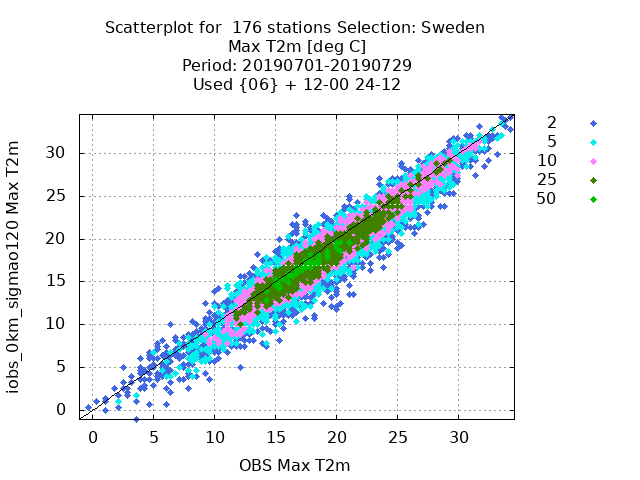 Scatterplot for  176 stations Selection: Sweden
Max T2m [deg C]
Period: 20190701-20190729
Used {06} + 12-00 24-12
2
5
10
25
50
iobs_0km_sigmao120 Max T2m
30
25
20
15
10
5
0
0 5 10 15 20 25 30
OBS Max T2m